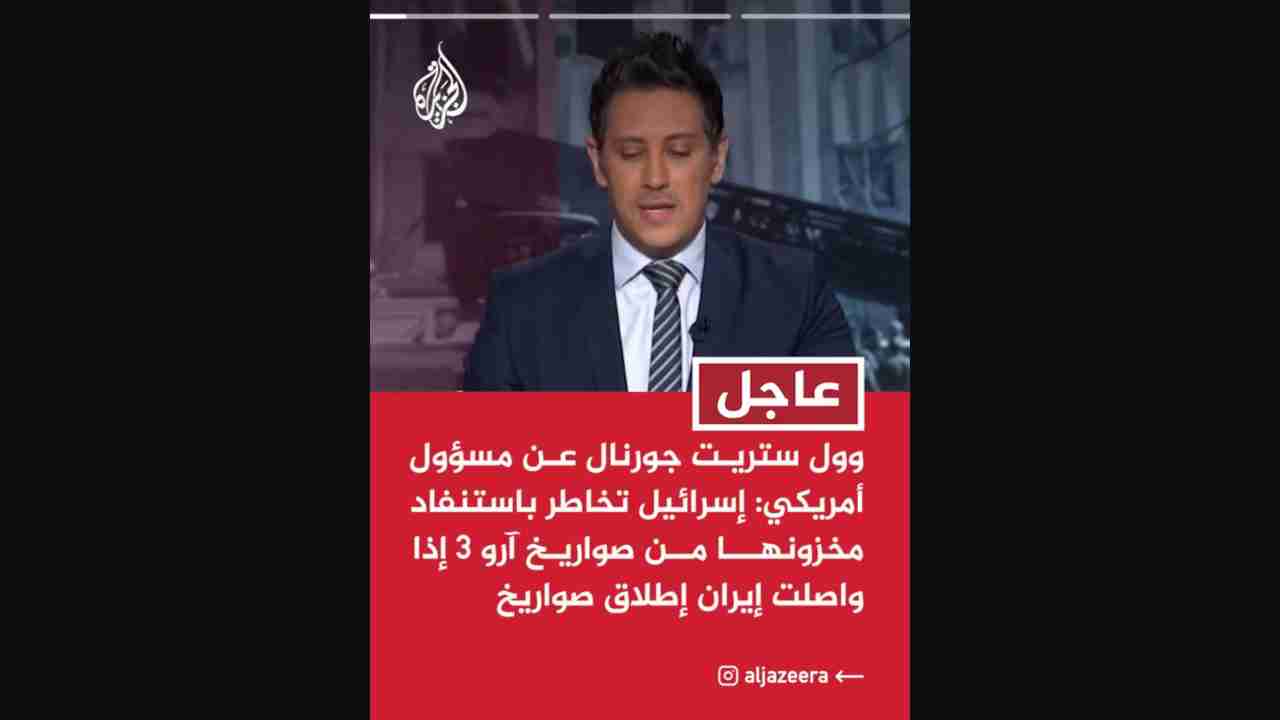 الجزيرة
عاجل
وول ستريت جورنال عن مسؤول
أمريكي: إسرائيل تخاطر باستنفاد
مخزونها من صواريخ آرو 3 إذا
واصلت إيران إطلاق صواريخ
aljazeera